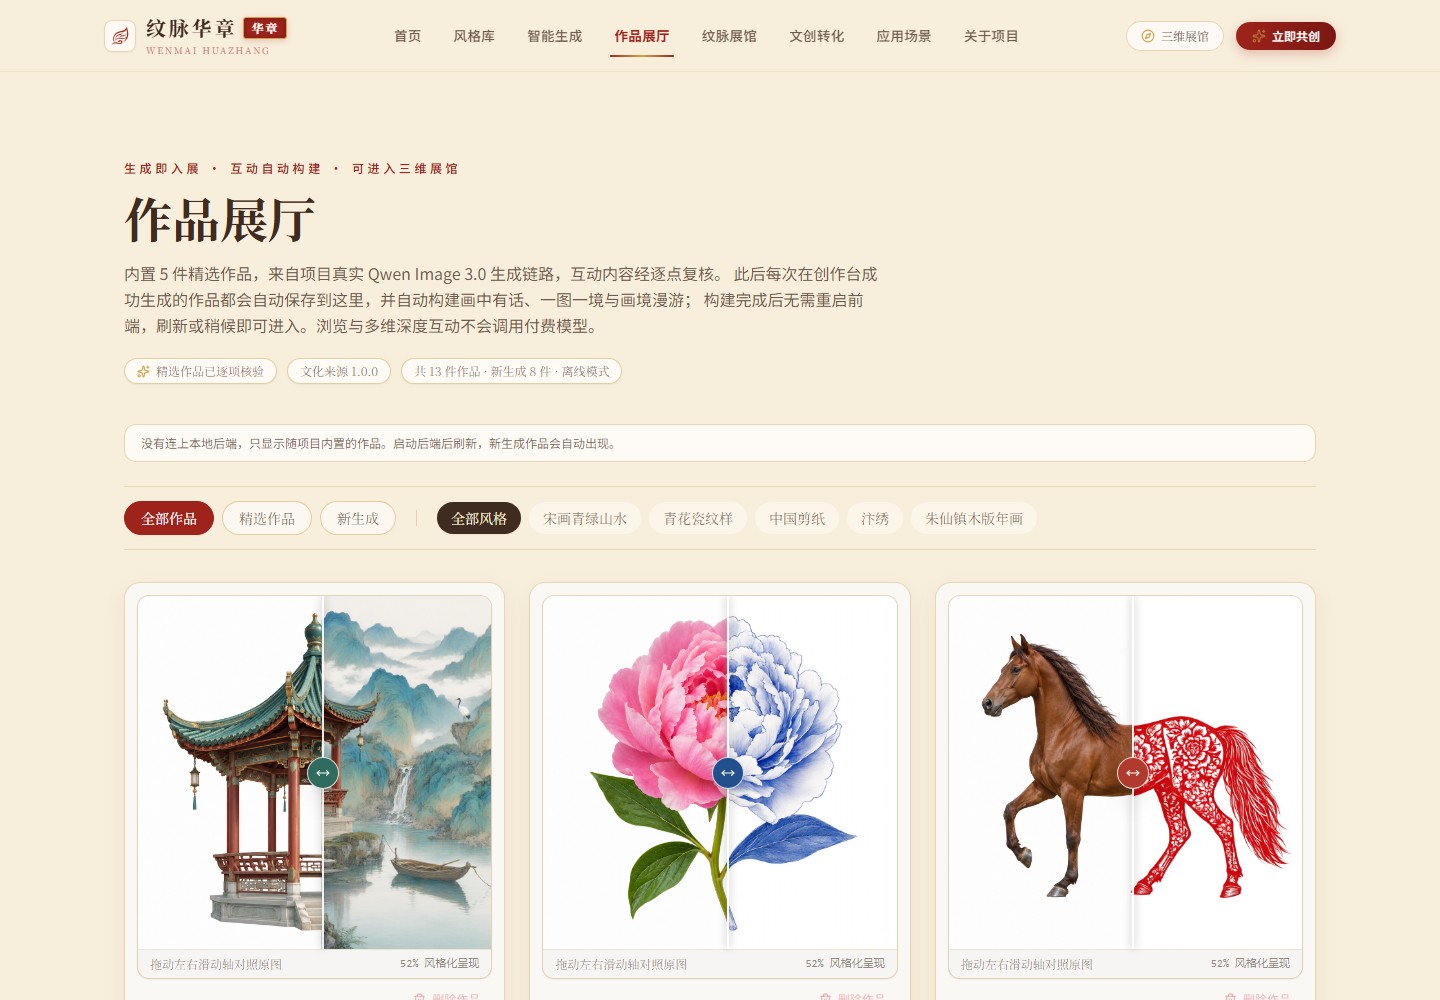 纹脉华章 华章
WENMAI HUAZHANG
首页 风格库 智能生成 作品展厅 纹脉展馆 文创转化 应用场景 关于项目
三维展馆 立即共创
生成即入展 · 互动自动构建 · 可进入三维展馆
作品展厅
内置 5 件精选作品，来自项目真实 Qwen Image 3.0 生成链路，互动内容经逐点复核。 此后每次在创作台成
功生成的作品都会自动保存到这里，并自动构建画中有话、一图一境与画境漫游； 构建完成后无需重启前
端，刷新或稍候即可进入。浏览与多维深度互动不会调用付费模型。
精选作品已逐项核验 文化来源 1.0.0 共 13 件作品 · 新生成 8 件 · 离线模式
没有连上本地后端，只显示随项目内置的作品。启动后端后刷新，新生成作品会自动出现。
全部作品 精选作品 新生成 全部风格 宋画青绿山水 青花瓷纹样 中国剪纸 汴绣 朱仙镇木版年画
拖动左右滑动轴对照原图 52% 风格化呈现 拖动左右滑动轴对照原图 52% 风格化呈现 拖动左右滑动轴对照原图 52% 风格化呈现
删除作品 删除作品 删除作品